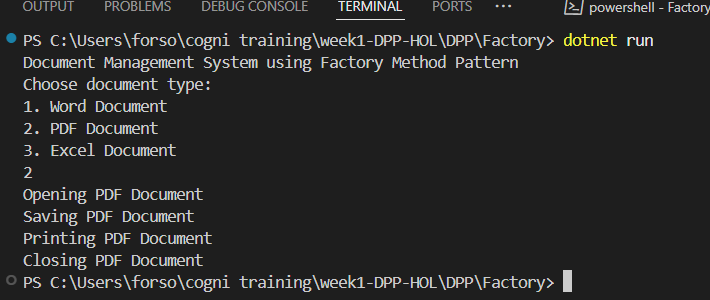 OUTPUT PROBLEMS DEBUG CONSOLE TERMINAL PORTS ··· powershell - Factory
PS C:\Users\forso\cogni training\week1-DPP-HOL\DPP\Factory> dotnet run
Document Management System using Factory Method Pattern
Choose document type:
1. Word Document
2. PDF Document
3. Excel Document
2
Opening PDF Document
Saving PDF Document
Printing PDF Document
Closing PDF Document
PS C:\Users\forso\cogni training\week1-DPP-HOL\DPP\Factory>